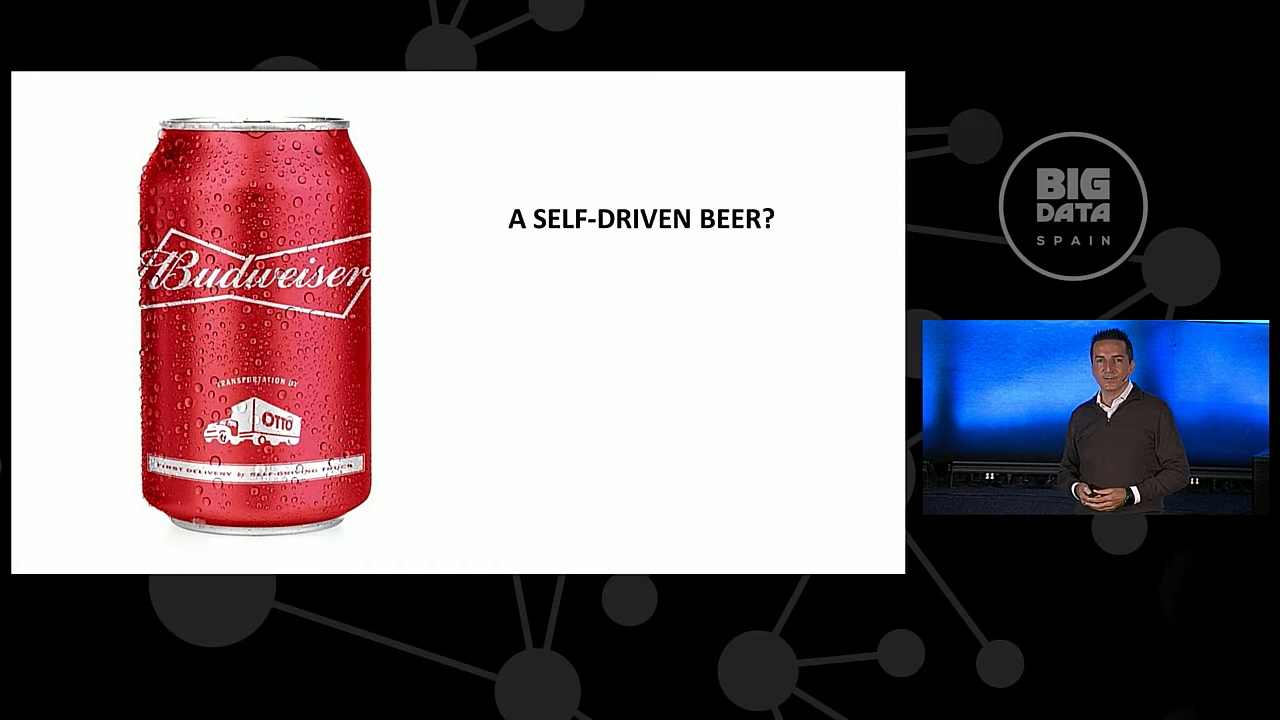 A SELF-DRIVEN BEER?
Budweiser
TRANSPORTATION BY
OTTO
FIRST DELIVERY by SELF-DRIVING TRUCK
BIG
DATA
SPAIN